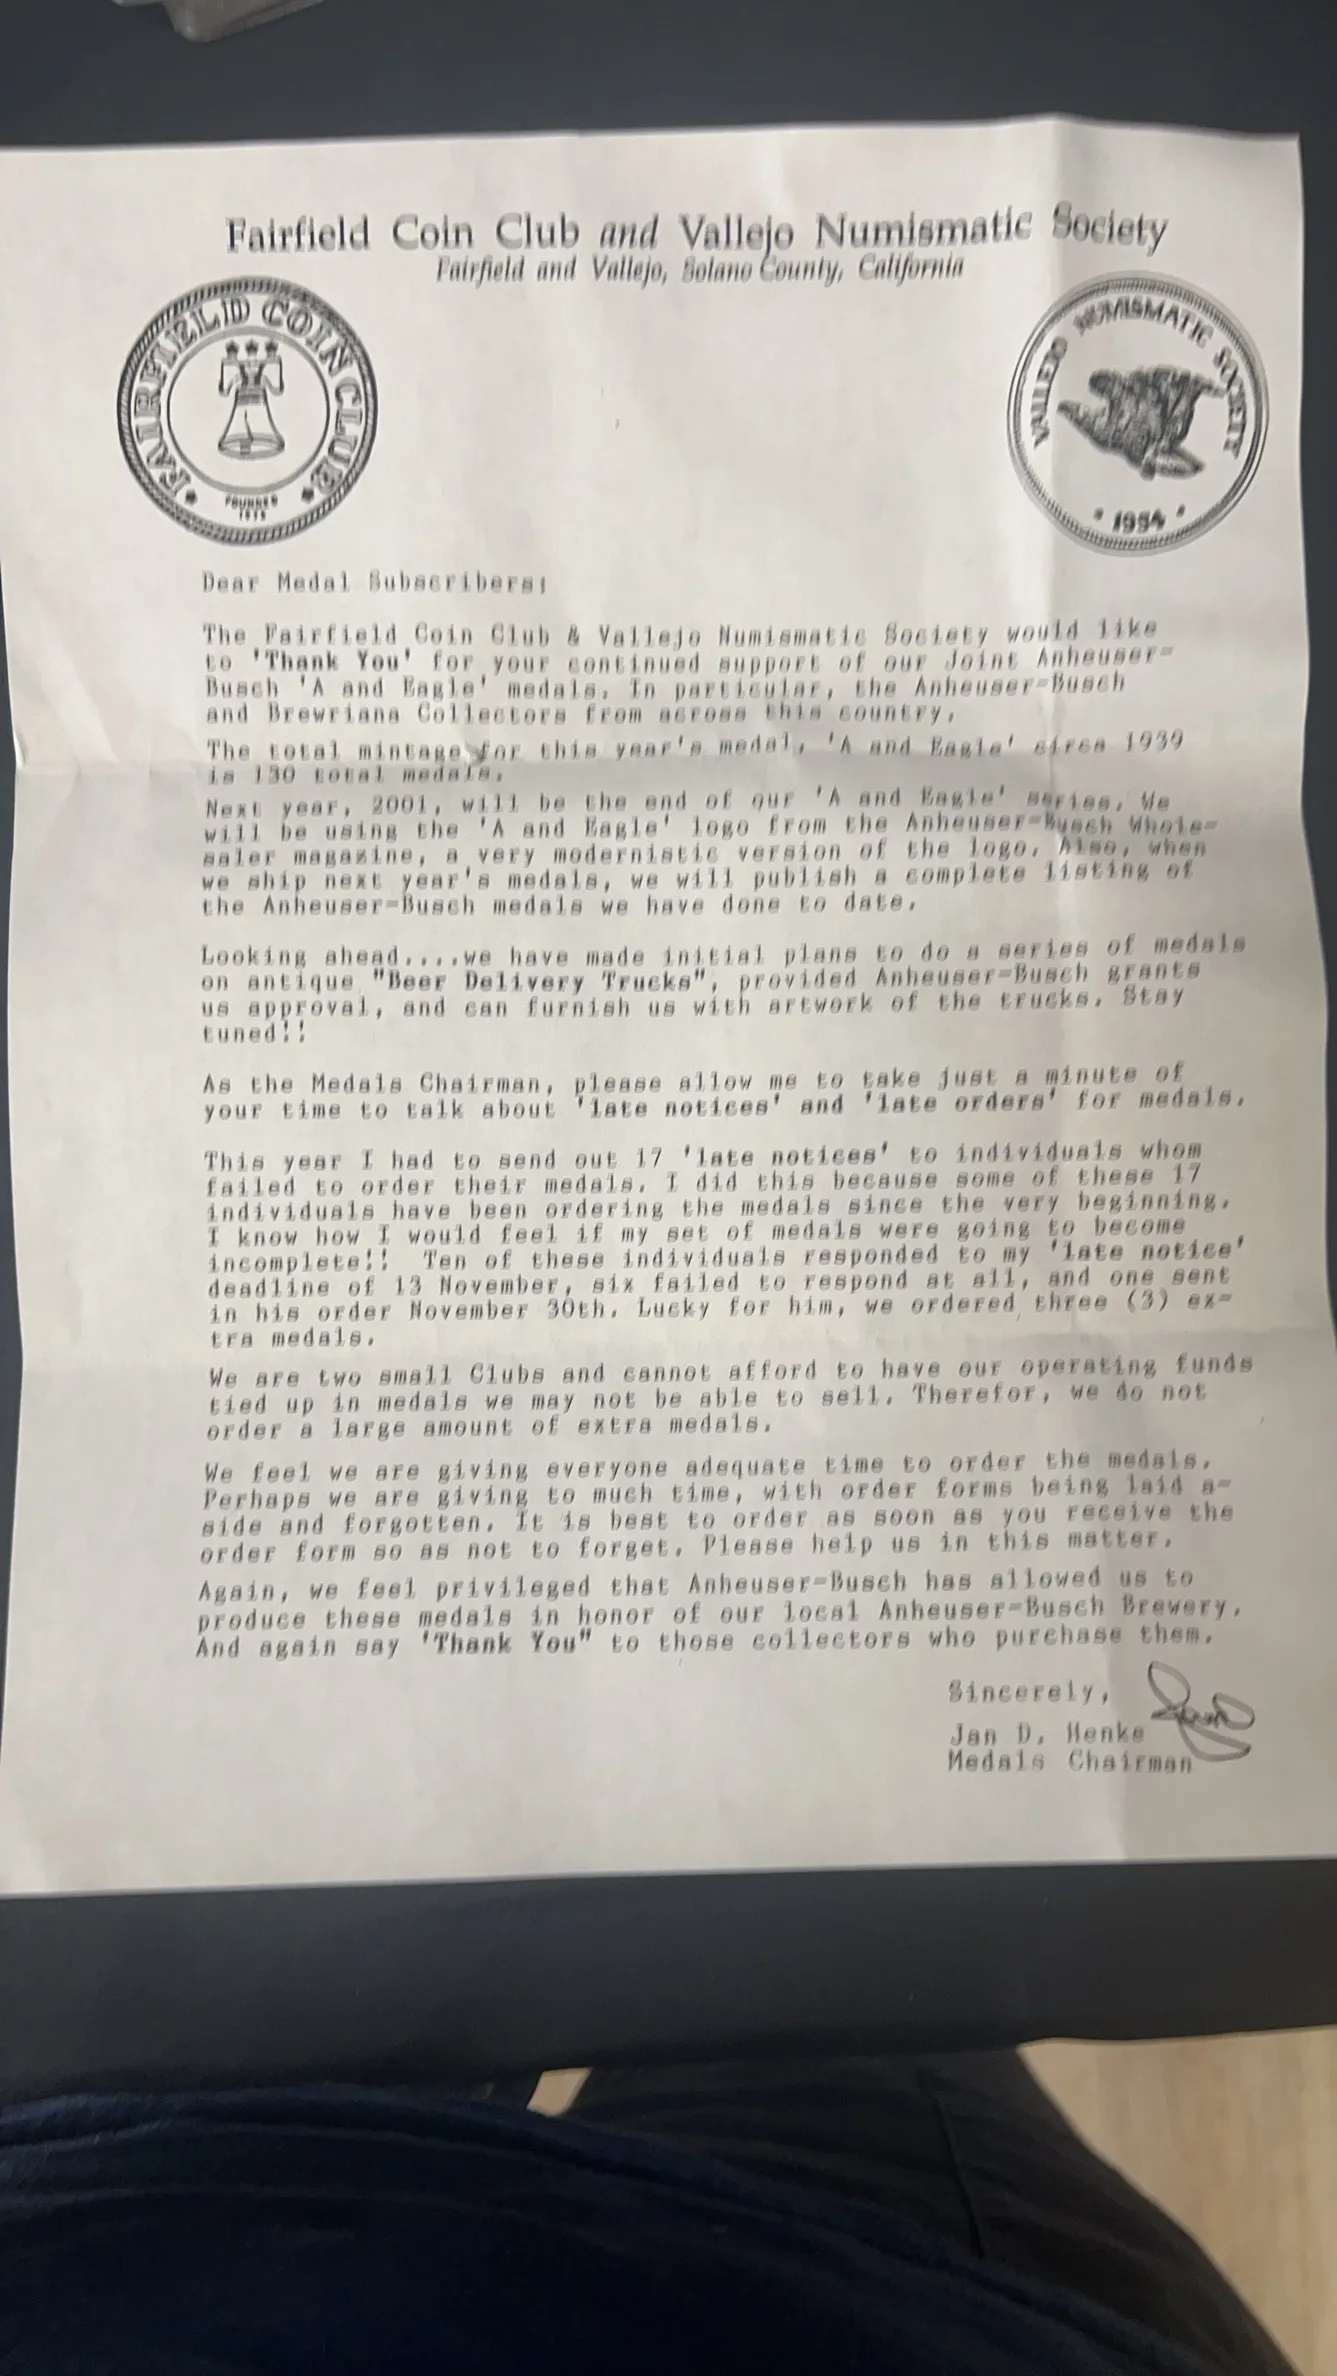 Fairfield Coin Club and Vallejo Numismatic Society
Fairfield and Vallejo, Solano County, California
FAIRFIELD COIN CLUB
FOUNDED
VALLEJO NUMISMATIC SOCIETY
* 1954 *
Dear Medal Subscribers:
The Fairfield Coin Club & Vallejo Numismatic Society would like
to 'Thank You' for your continued support of our Joint Anheuser-
Busch 'A and Eagle' medals. In particular, the Anheuser-Busch
and Brewriana Collectors from across this country.
The total mintage for this year's medal, 'A and Eagle' circa 1939
is 130 total medals.
Next year, 2001, will be the end of our 'A and Eagle' series. We
will be using the 'A and Eagle' logo from the Anheuser-Busch Whole-
saler magazine, a very modernistic version of the logo. Also, when
we ship next year's medals, we will publish a complete listing of
the Anheuser-Busch medals we have done to date.
Looking ahead....we have made initial plans to do a series of medals
on antique "Beer Delivery Trucks", provided Anheuser-Busch grants
us approval, and can furnish us with artwork of the trucks. Stay
tuned!!
As the Medals Chairman, please allow me to take just a minute of
your time to talk about 'late notices' and 'late orders' for medals.
This year I had to send out 17 'late notices' to individuals whom
failed to order their medals. I did this because some of these 17
individuals have been ordering the medals since the very beginning.
I know how I would feel if my set of medals were going to become
incomplete!! Ten of these individuals responded to my 'late notice'
deadline of 13 November, six failed to respond at all, and one sent
in his order November 30th. Lucky for him, we ordered three (3) ex-
tra medals.
We are two small Clubs and cannot afford to have our operating funds
tied up in medals we may not be able to sell. Therefor, we do not
order a large amount of extra medals.
We feel we are giving everyone adequate time to order the medals.
Perhaps we are giving to much time, with order forms being laid a-
side and forgotten. It is best to order as soon as you receive the
order form so as not to forget. Please help us in this matter.
Again, we feel privileged that Anheuser-Busch has allowed us to
produce these medals in honor of our local Anheuser-Busch Brewery.
And again say 'Thank You" to those collectors who purchase them.
Sincerely,
Jan D. Henke
Medals Chairman